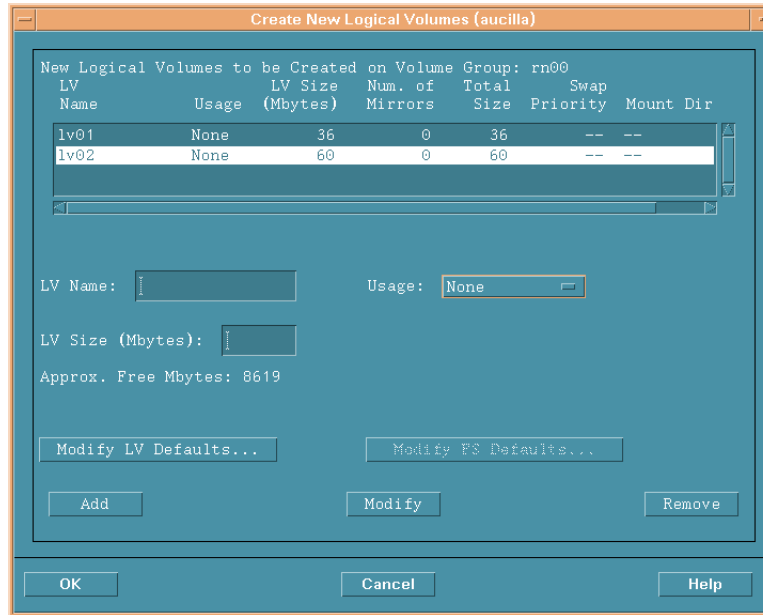 Create New Logical Volumes (aucilla)
New Logical Volumes to be Created on Volume Group: rn00
LV LV Size Num. of Total Swap
Name Usage (Mbytes) Mirrors Size Priority Mount Dir
lv01 None 36 0 36 -- --
lv02 None 60 0 60 -- --
LV Name: Usage: None
LV Size (Mbytes):
Approx. Free Mbytes: 8619
Modify LV Defaults... Modify FS Defaults...
Add Modify Remove
OK Cancel Help